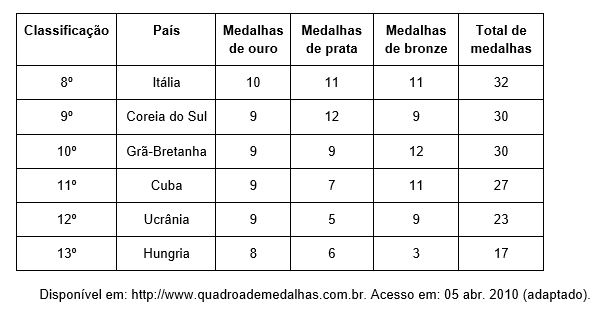 Classificação País Medalhas de ouro Medalhas de prata Medalhas de bronze Total de medalhas
8º Itália 10 11 11 32
9º Coreia do Sul 9 12 9 30
10º Grã-Bretanha 9 9 12 30
11º Cuba 9 7 11 27
12º Ucrânia 9 5 9 23
13º Hungria 8 6 3 17
Disponível em: http://www.quadroademedalhas.com.br. Acesso em: 05 abr. 2010 (adaptado).